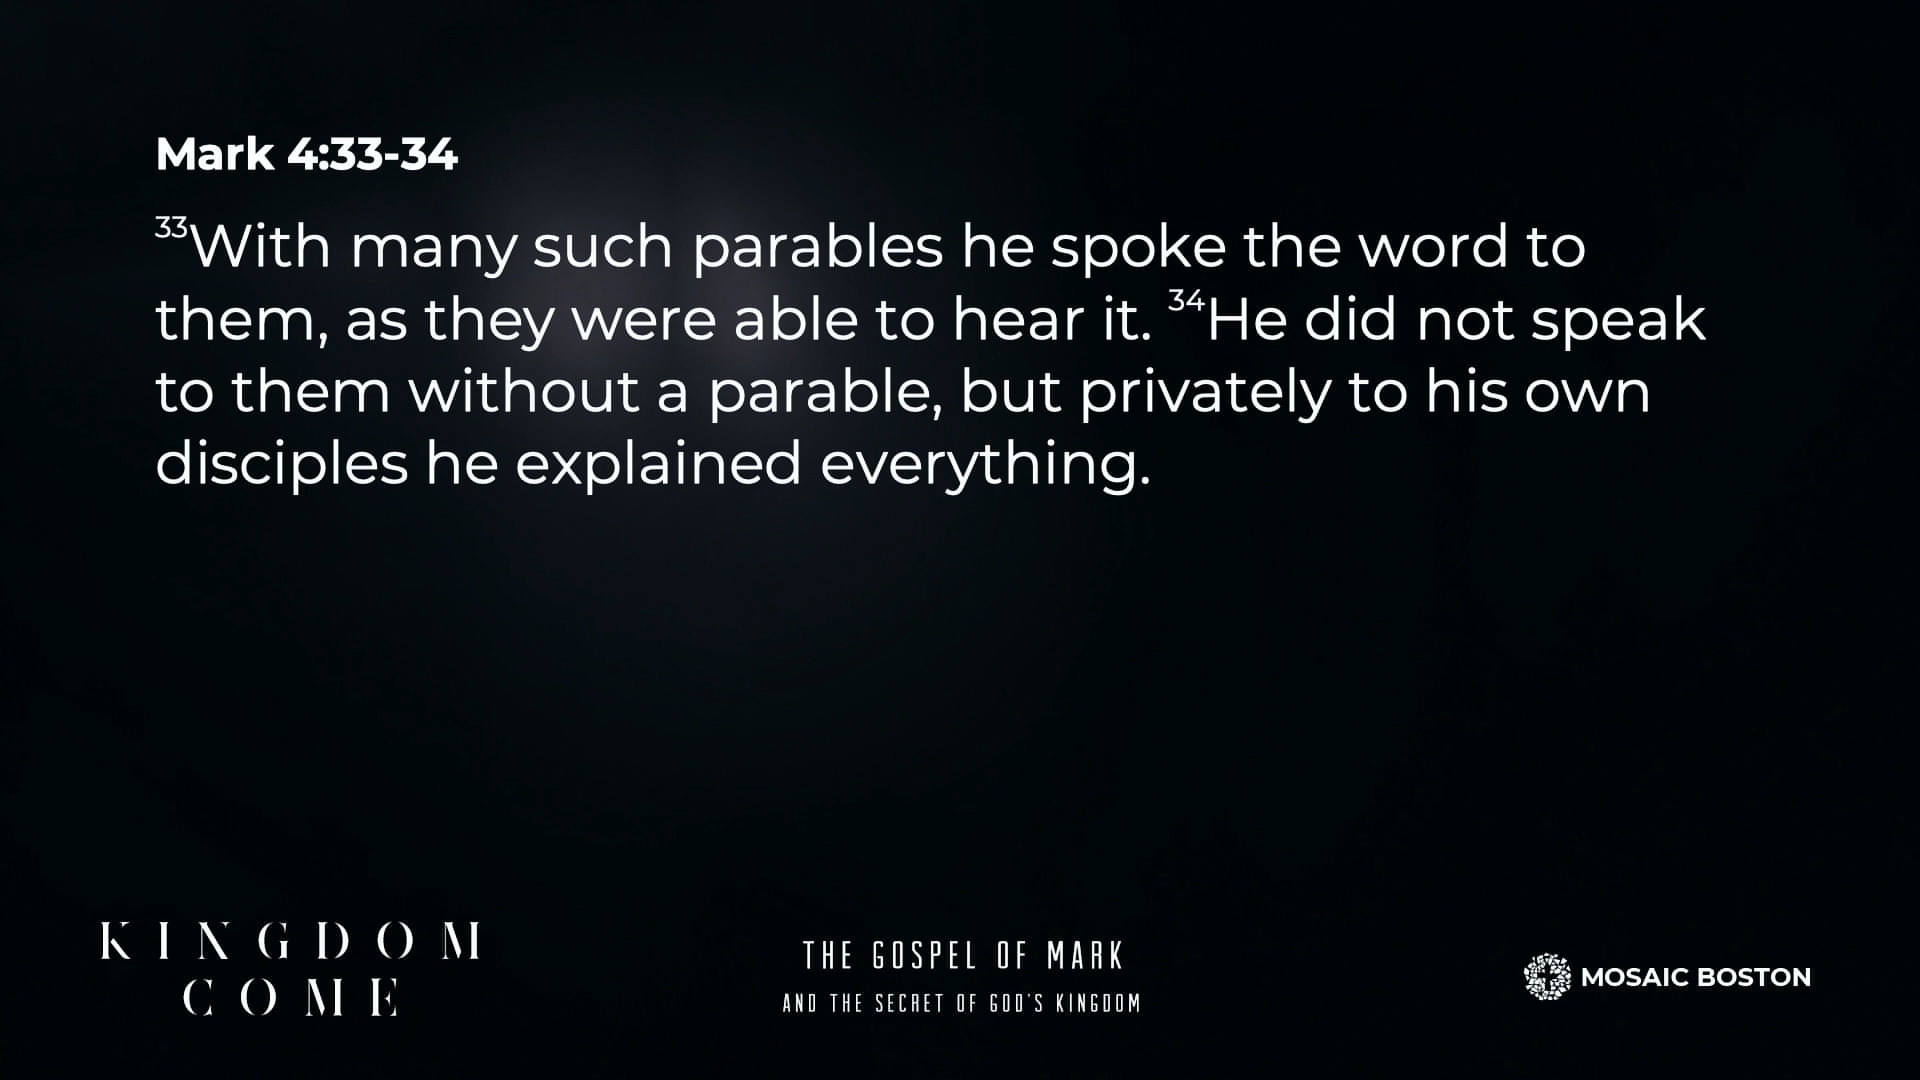 Mark 4:33-34
33With many such parables he spoke the word to
them, as they were able to hear it. 34He did not speak
to them without a parable, but privately to his own
disciples he explained everything.
KINGDOM
COME
THE GOSPEL OF MARK
AND THE SECRET OF GOD'S KINGDOM
MOSAIC BOSTON